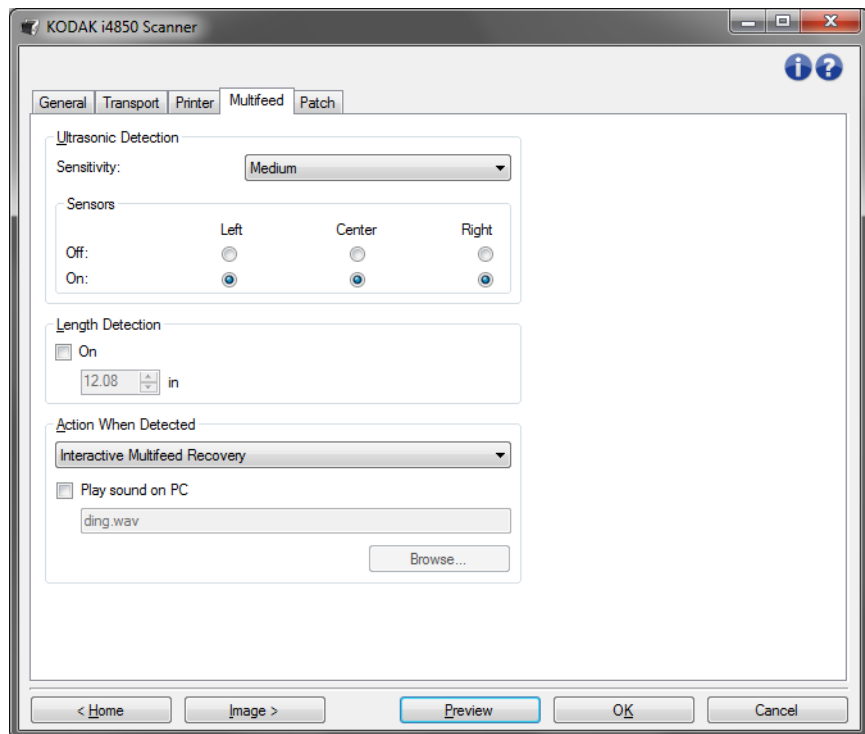 KODAK i4850 Scanner
General Transport Printer Multifeed Patch
Ultrasonic Detection
Sensitivity: Medium
Sensors
Left Center Right
Off:
On:
Length Detection
On
12.08 in
Action When Detected
Interactive Multifeed Recovery
Play sound on PC
ding.wav
Browse...
< Home Image > Preview OK Cancel